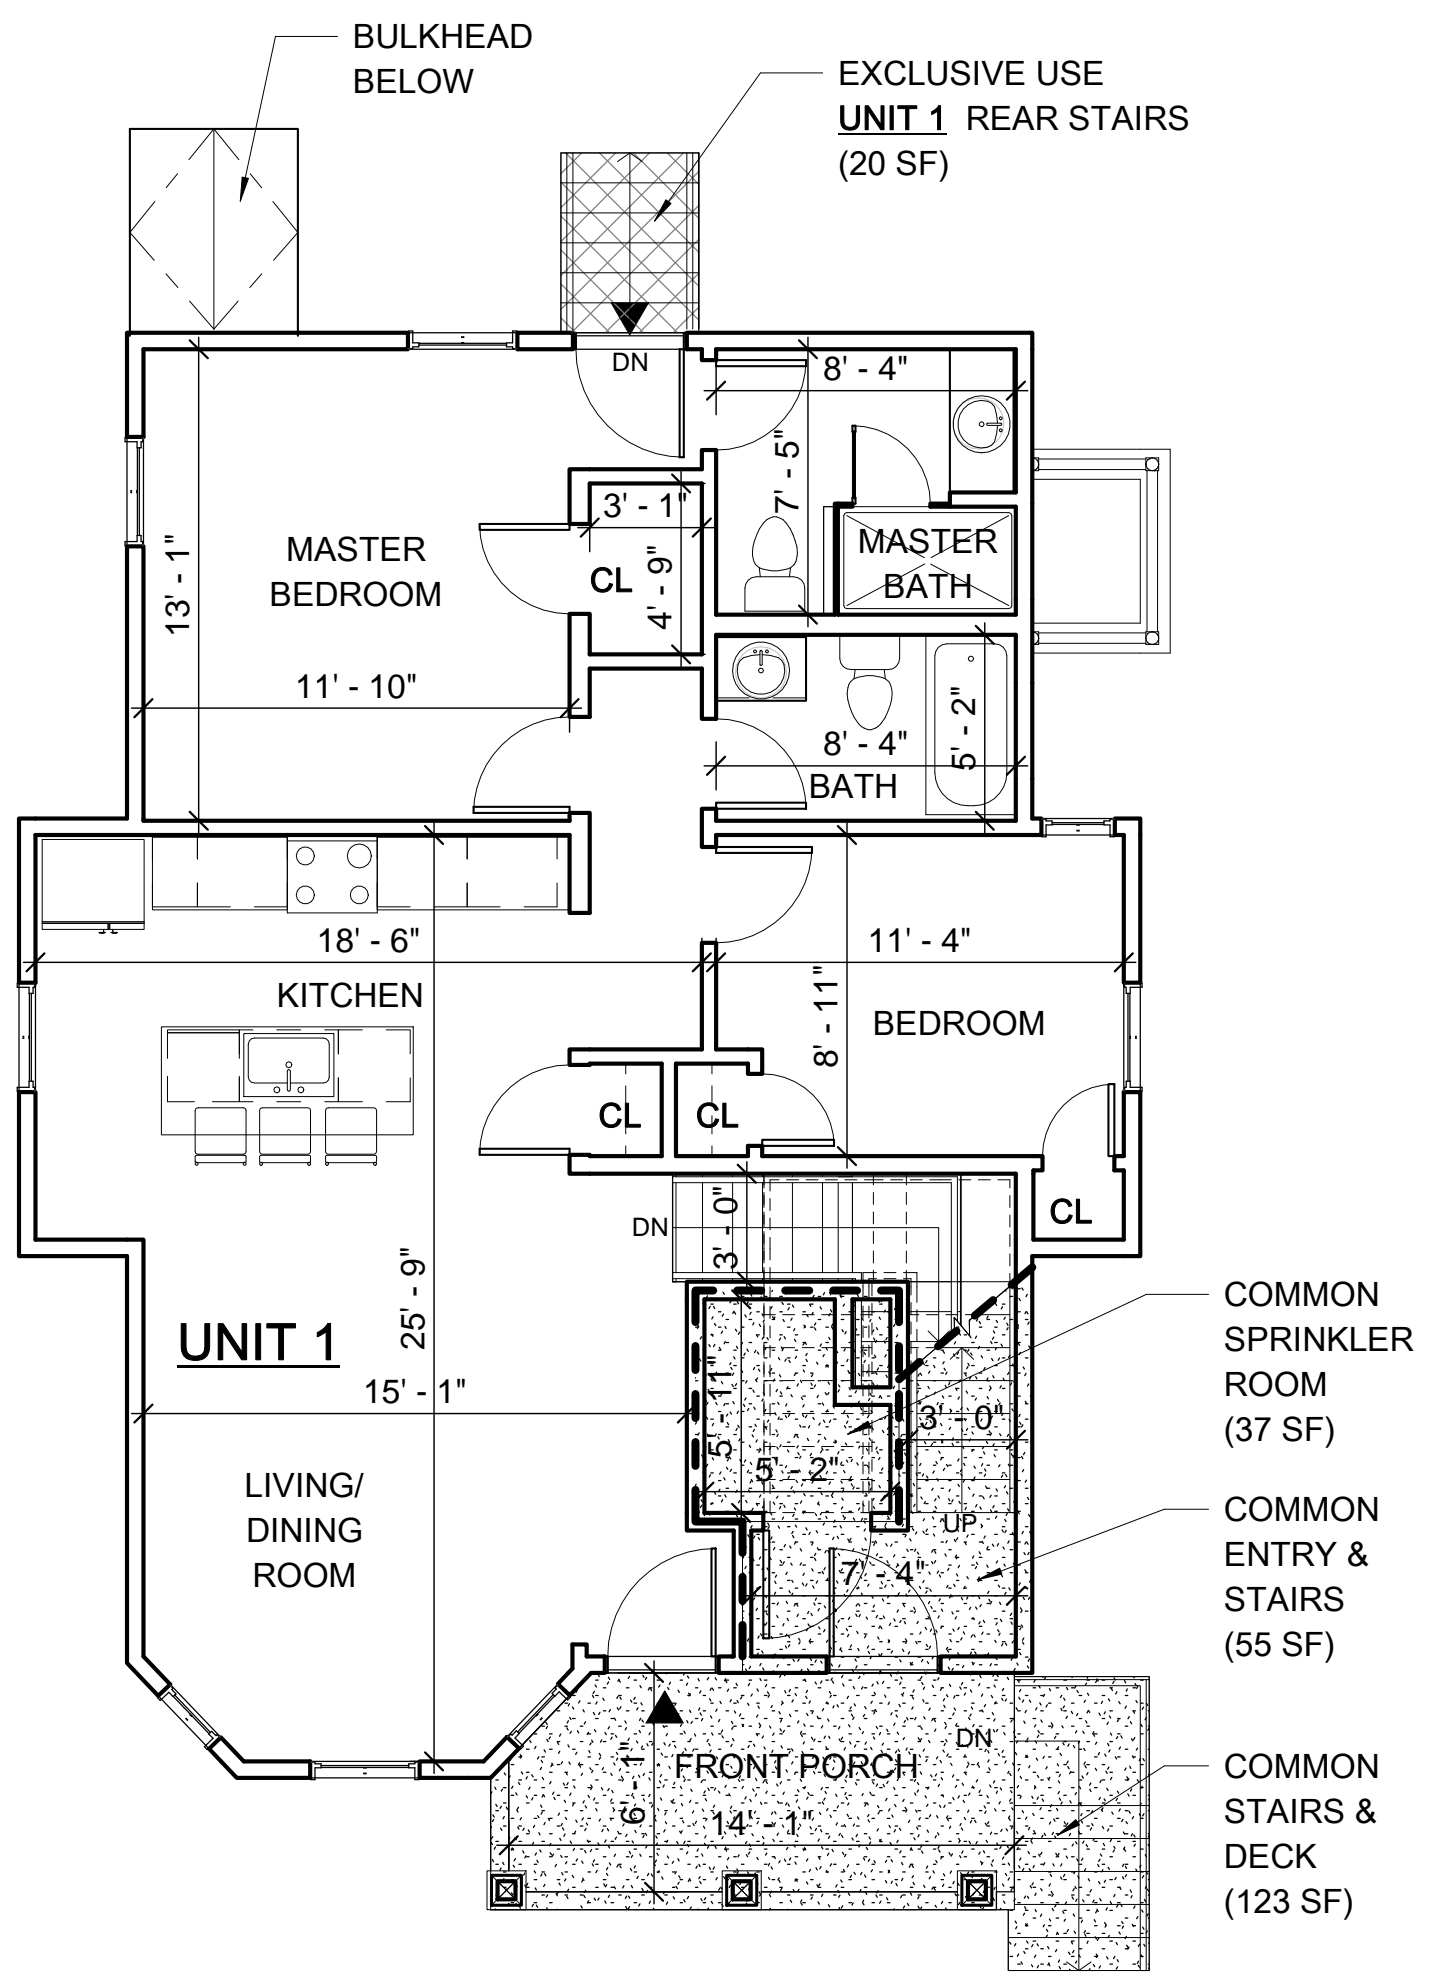 BULKHEAD
BELOW
EXCLUSIVE USE
UNIT 1 REAR STAIRS
(20 SF)
DN
8' - 4"
7' - 5"
3' - 1"
MASTER
BATH
MASTER
BEDROOM
13' - 1"
CL
4' - 9"
11' - 10"
5' - 2"
8' - 4"
BATH
18' - 6"
11' - 4"
KITCHEN
8' - 11"
BEDROOM
CL
CL
CL
3' - 0"
DN
25' - 9"
UNIT 1
COMMON
SPRINKLER
ROOM
(37 SF)
15' - 1"
5' - 11"
3' - 0"
5' - 2"
LIVING/
DINING
ROOM
UP
COMMON
ENTRY &
STAIRS
(55 SF)
7' - 4"
DN
FRONT PORCH
6' - 1"
14' - 1"
COMMON
STAIRS &
DECK
(123 SF)